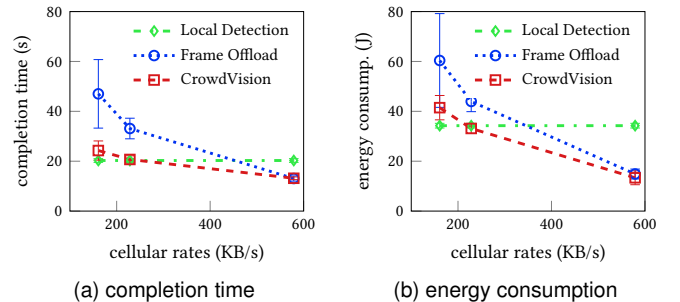 80
60
40
20
0
completion time (s)
Local Detection
Frame Offload
CrowdVision
200
400
600
cellular rates (KB/s)
(a) completion time
80
60
40
20
0
energy consump. (J)
Local Detection
Frame Offload
CrowdVision
200
400
600
cellular rates (KB/s)
(b) energy consumption